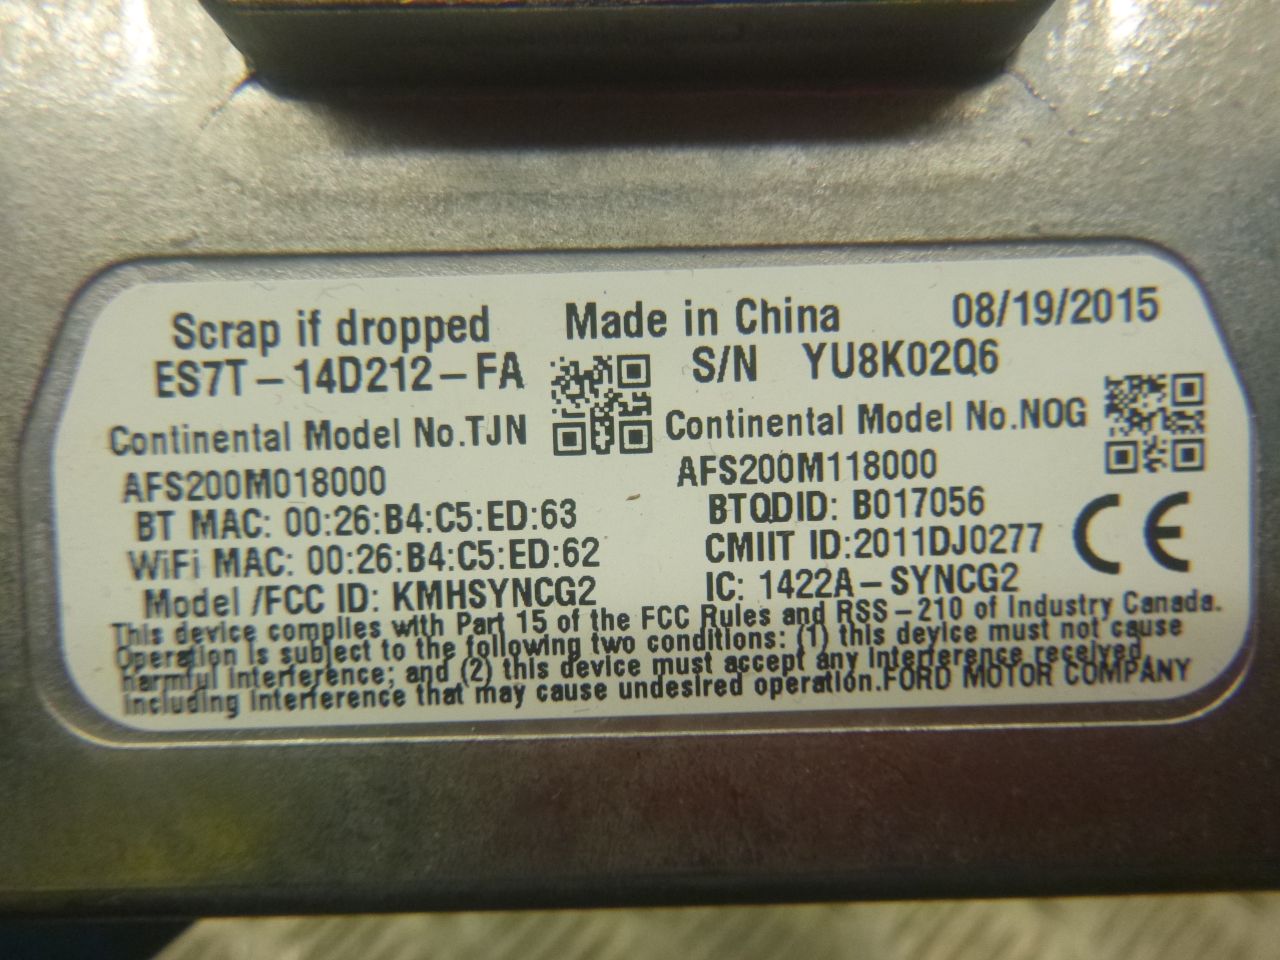 Scrap if dropped Made in China 08/19/2015
ES7T-14D212-FA S/N YU8K02Q6
Continental Model No.TJN Continental Model No.NOG
AFS200M018000 AFS200M118000
BT MAC: 00:26:B4:C5:ED:63 BTQDID: B017056
WiFi MAC: 00:26:B4:C5:ED:62 CMIIT ID:2011DJ0277 CE
Model /FCC ID: KMHSYNCG2 IC: 1422A-SYNCG2
This device complies with Part 15 of the FCC Rules and RSS-210 of Industry Canada.
Operation is subject to the following two conditions: (1) this device must not cause
harmful interference; and (2) this device must accept any interference received,
including interference that may cause undesired operation.FORD MOTOR COMPANY